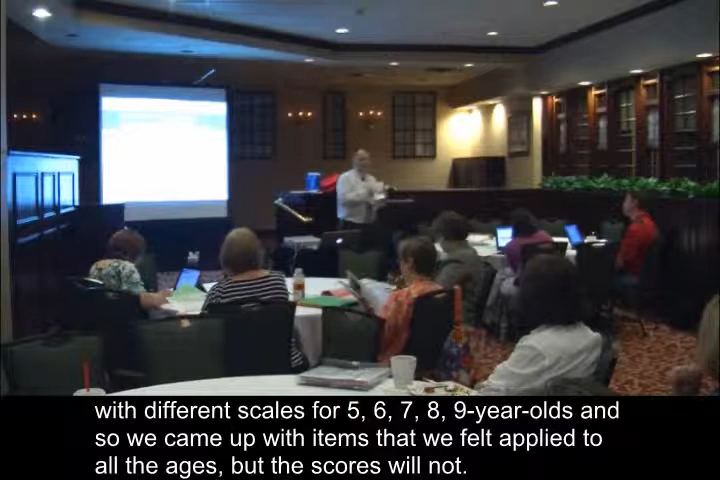 with different scales for 5, 6, 7, 8, 9-year-olds and
so we came up with items that we felt applied to
all the ages, but the scores will not.